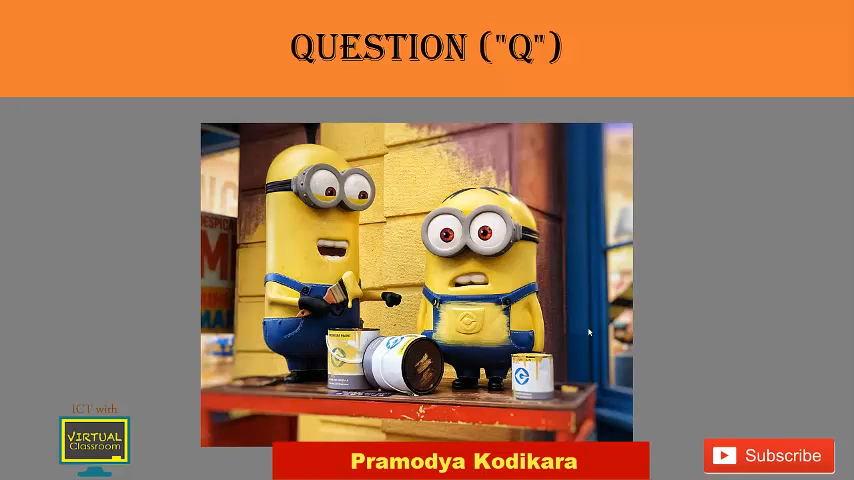 QUESTION ("Q")
ICT with
VIRTUAL
Classroom
Pramodya Kodikara
Subscribe